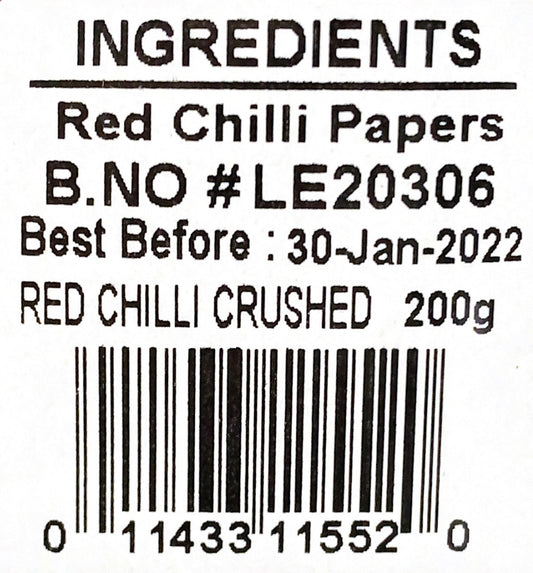 INGREDIENTS
Red Chilli Papers
B.NO # LE20306
Best Before : 30-Jan-2022
RED CHILLI CRUSHED 200g
0 11433 11552 0